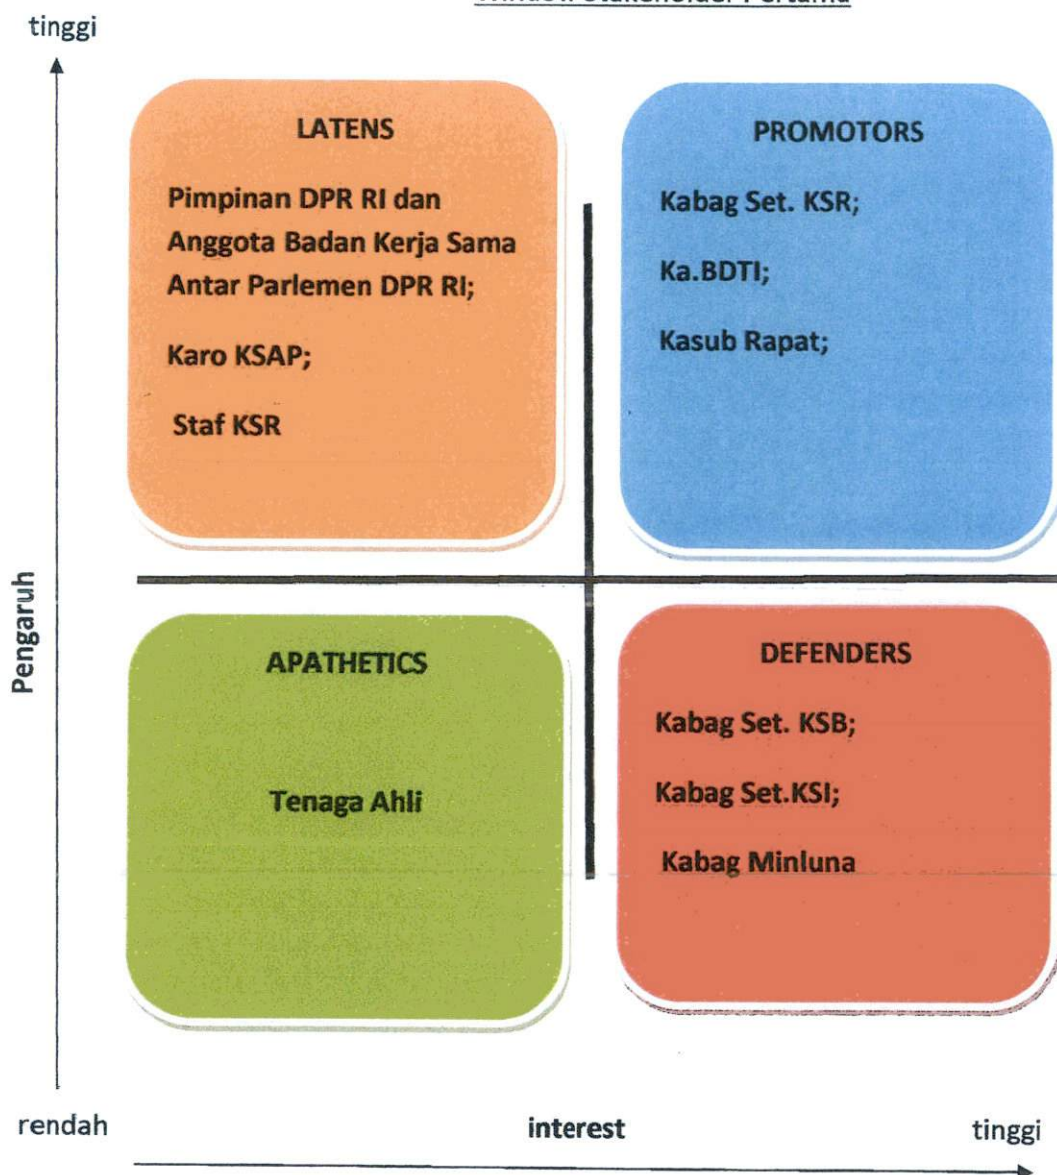 Stakeholder Pertama
tinggi
LATENS
Pimpinan DPR RI dan
Anggota Badan Kerja Sama
Antar Parlemen DPR RI;
Karo KSAP;
Staf KSR
PROMOTORS
Kabag Set. KSR;
Ka.BDTI;
Kasub Rapat;
Pengaruh
APATHETICS
Tenaga Ahli
DEFENDERS
Kabag Set. KSB;
Kabag Set.KSI;
Kabag Minluna
rendah
interest
tinggi